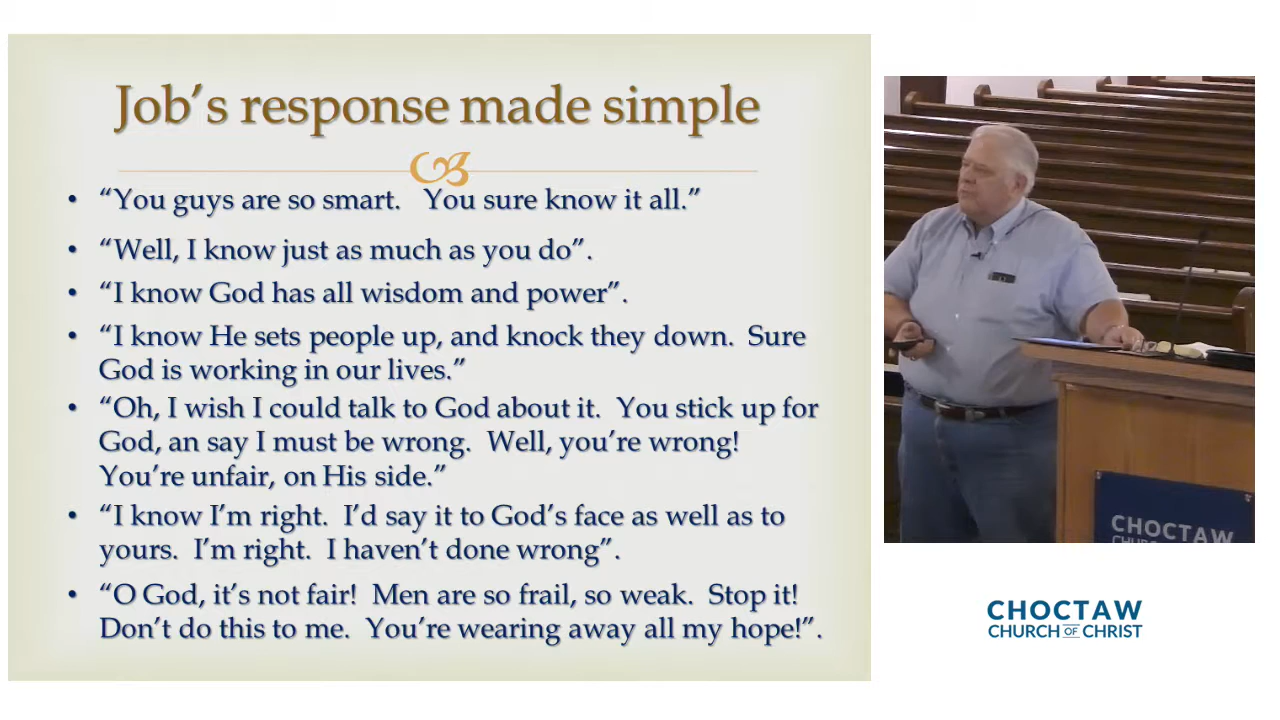 Job's response made simple
• “You guys are so smart.   You sure know it all.”
• “Well, I know just as much as you do”.
• “I know God has all wisdom and power”.
• “I know He sets people up, and knock they down.  Sure
God is working in our lives.”
• “Oh, I wish I could talk to God about it.  You stick up for
God, an say I must be wrong.  Well, you’re wrong!
You’re unfair, on His side.”
• “I know I’m right.  I’d say it to God’s face as well as to
yours.  I’m right.  I haven’t done wrong”.
• “O God, it’s not fair!  Men are so frail, so weak.  Stop it!
Don’t do this to me.  You’re wearing away all my hope!”.
CHOCTAW
CHOCTAW
CHURCH OF CHRIST